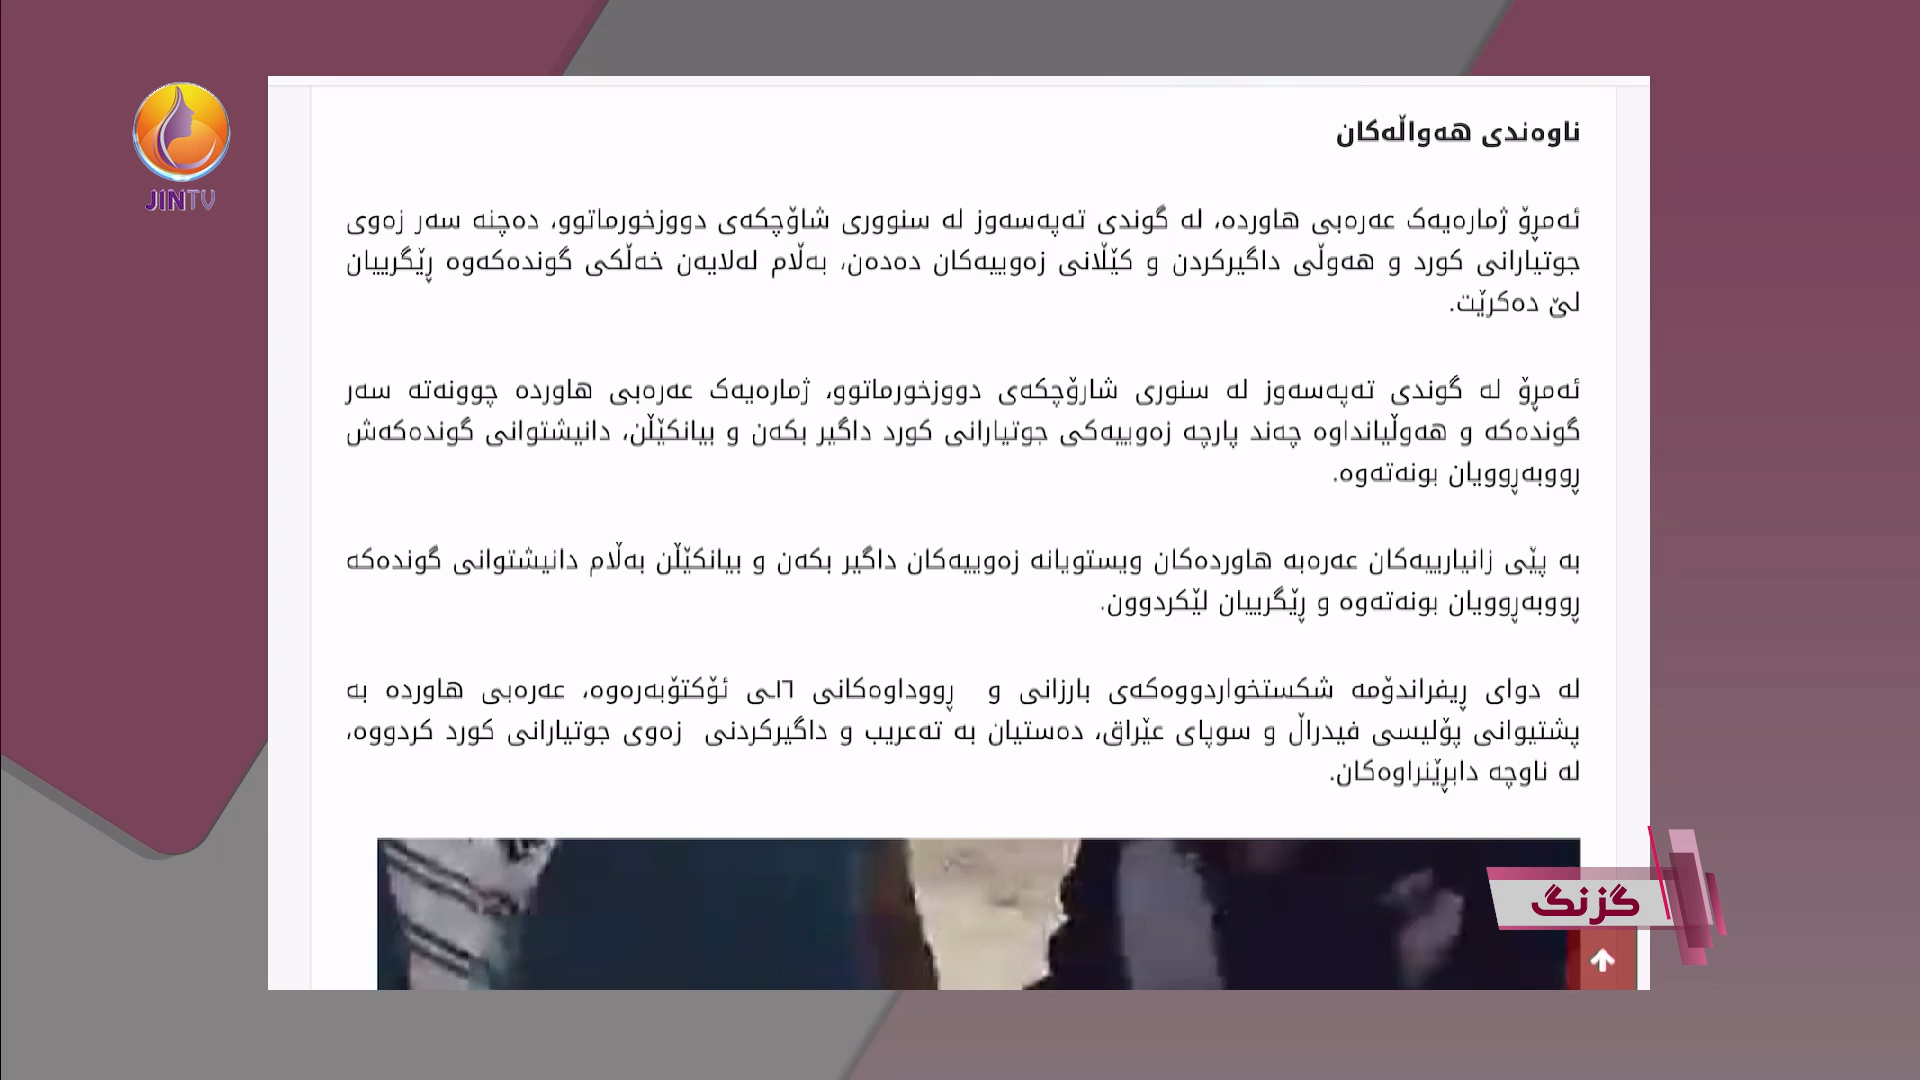 JINTV
ناوەندی هەواڵەکان
ئەمڕۆ ژمارەیەک عەرەبی هاوردە، لە گوندی تەپەسەوز لە سنووری شاۆچکەی دووزخورماتوو، دەچنە سەر زەوی
جوتیارانی کورد و هەوڵی داگیرکردن و کێڵانی زەوییەکان دەدەن، بەڵام لەلایەن خەڵکی گوندەکەوە ڕێگرییان
لێ دەکرێت.
ئەمڕۆ لە گوندی تەپەسەوز لە سنوری شارۆچکەی دووزخورماتوو، ژمارەیەک عەرەبی هاوردە چوونەتە سەر
گوندەکە و هەوڵیانداوە چەند پارچە زەوییەکی جوتیارانی کورد داگیر بکەن و بیانکێڵن، دانیشتوانی گوندەکەش
ڕووبەڕوویان بونەتەوە.
بە پێی زانیارییەکان عەرەبە هاوردەکان ویستویانە زەوییەکان داگیر بکەن و بیانکێڵن بەڵام دانیشتوانی گوندەکە
ڕووبەڕوویان بونەتەوە و ڕێگرییان لێکردوون.
لە دوای ڕیفراندۆمە شکستخواردووەکەی بارزانی و ڕووداوەکانی ١٦ـی ئۆکتۆبەرەوە، عەرەبی هاوردە بە
پشتیوانی پۆلیسی فیدراڵ و سوپای عێراق، دەستیان بە تەعریب و داگیرکردنی زەوی جوتیارانی کورد کردووە،
لە ناوچە دابڕێنراوەکان.
گزنگ